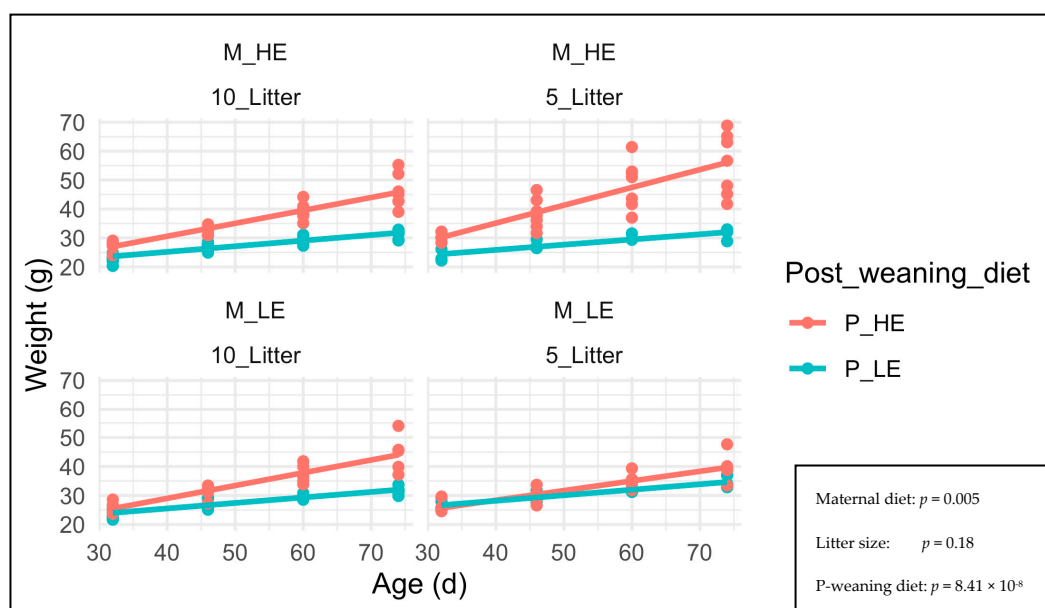 M_HE M_HE
10_Litter 5_Litter
70
60
50
40
30
20
M_LE M_LE
10_Litter 5_Litter
70
60
50
40
30
20
30 40 50 60 70 30 40 50 60 70
Age (d)
Weight (g)
Post_weaning_diet
P_HE
P_LE
Maternal diet: p = 0.005
Litter size: p = 0.18
P-weaning diet: p = 8.41 × 10⁻⁸